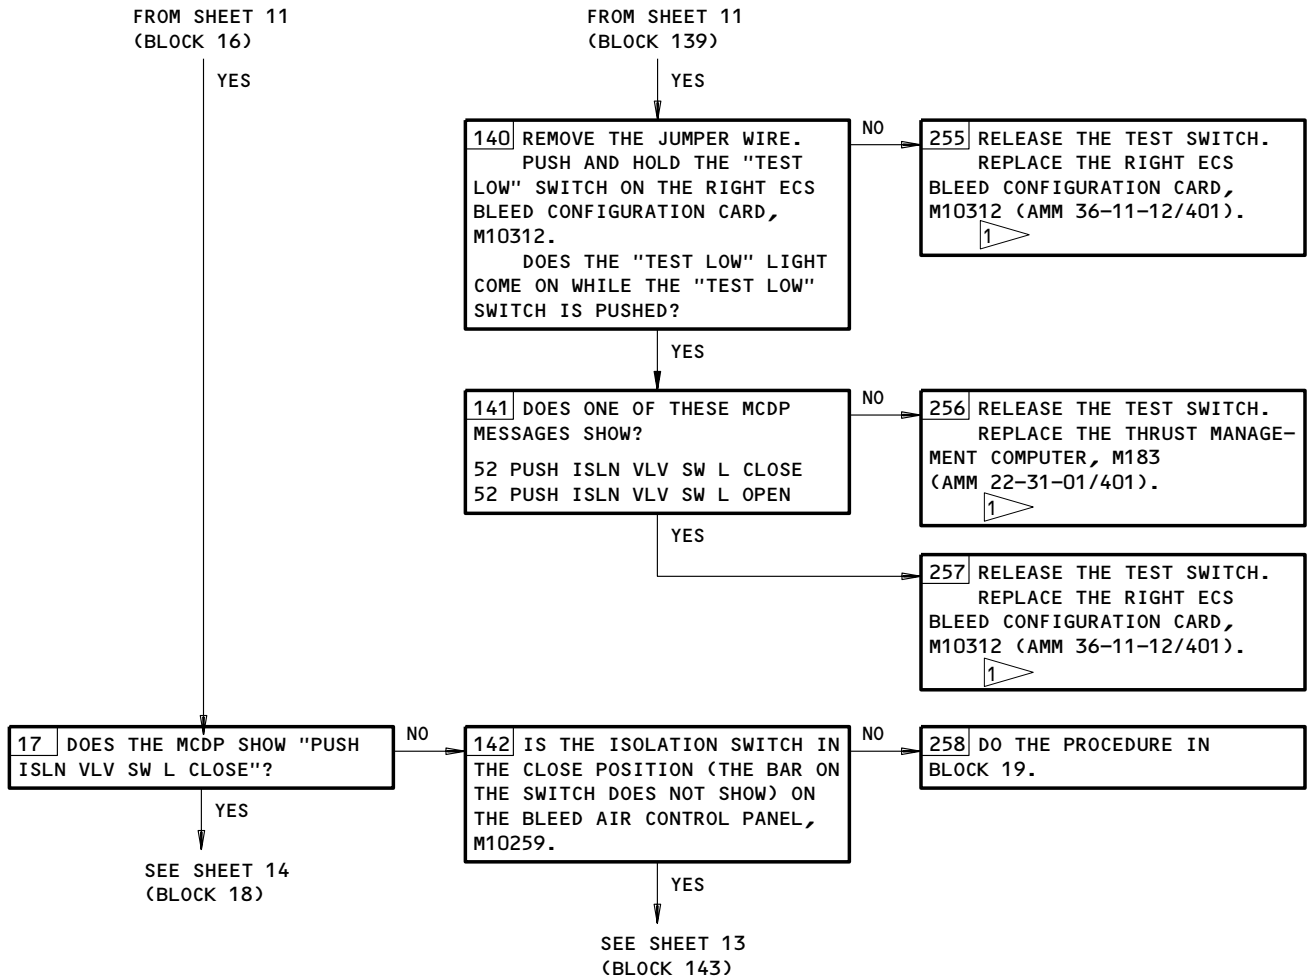 FROM SHEET 11
(BLOCK 16)
YES
FROM SHEET 11
(BLOCK 139)
YES
140 REMOVE THE JUMPER WIRE.
PUSH AND HOLD THE "TEST
LOW" SWITCH ON THE RIGHT ECS
BLEED CONFIGURATION CARD,
M10312.
DOES THE "TEST LOW" LIGHT
COME ON WHILE THE "TEST LOW"
SWITCH IS PUSHED?
NO
255 RELEASE THE TEST SWITCH.
REPLACE THE RIGHT ECS
BLEED CONFIGURATION CARD,
M10312 (AMM 36-11-12/401).
1
YES
141 DOES ONE OF THESE MCDP
MESSAGES SHOW?
52 PUSH ISLN VLV SW L CLOSE
52 PUSH ISLN VLV SW L OPEN
NO
256 RELEASE THE TEST SWITCH.
REPLACE THE THRUST MANAGE-
MENT COMPUTER, M183
(AMM 22-31-01/401).
1
YES
257 RELEASE THE TEST SWITCH.
REPLACE THE RIGHT ECS
BLEED CONFIGURATION CARD,
M10312 (AMM 36-11-12/401).
1
17 DOES THE MCDP SHOW "PUSH
ISLN VLV SW L CLOSE"?
NO
142 IS THE ISOLATION SWITCH IN
THE CLOSE POSITION (THE BAR ON
THE SWITCH DOES NOT SHOW) ON
THE BLEED AIR CONTROL PANEL,
M10259.
NO
258 DO THE PROCEDURE IN
BLOCK 19.
YES
SEE SHEET 14
(BLOCK 18)
YES
SEE SHEET 13
(BLOCK 143)